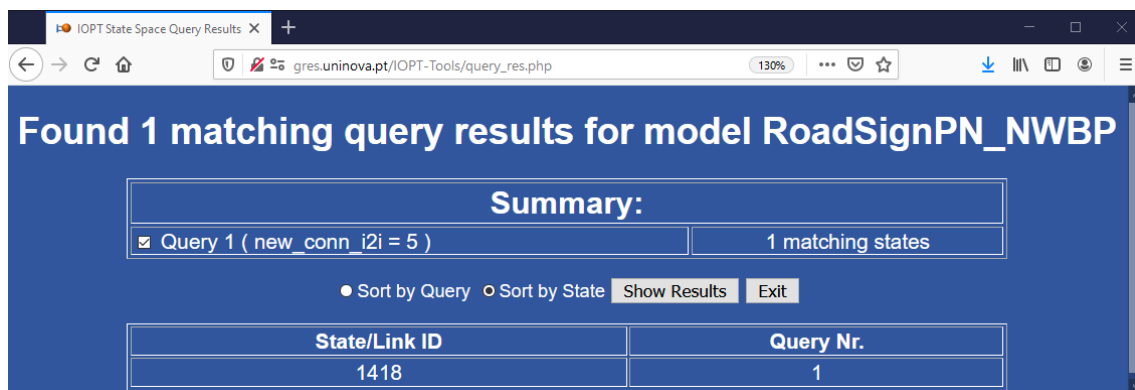 IOPT State Space Query Results
gres.uninova.pt/IOPT-Tools/query_res.php 130%
Found 1 matching query results for model RoadSignPN_NWBP
Summary:
Query 1 ( new_conn_i2i = 5 ) 1 matching states
Sort by Query Sort by State Show Results Exit
State/Link ID Query Nr.
1418 1